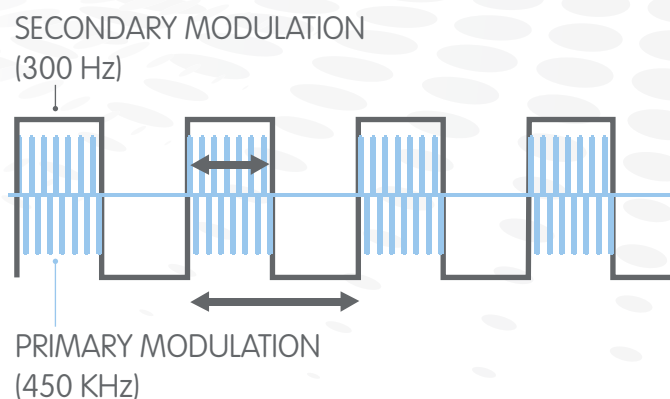 SECONDARY MODULATION
(300 Hz)
PRIMARY MODULATION
(450 KHz)